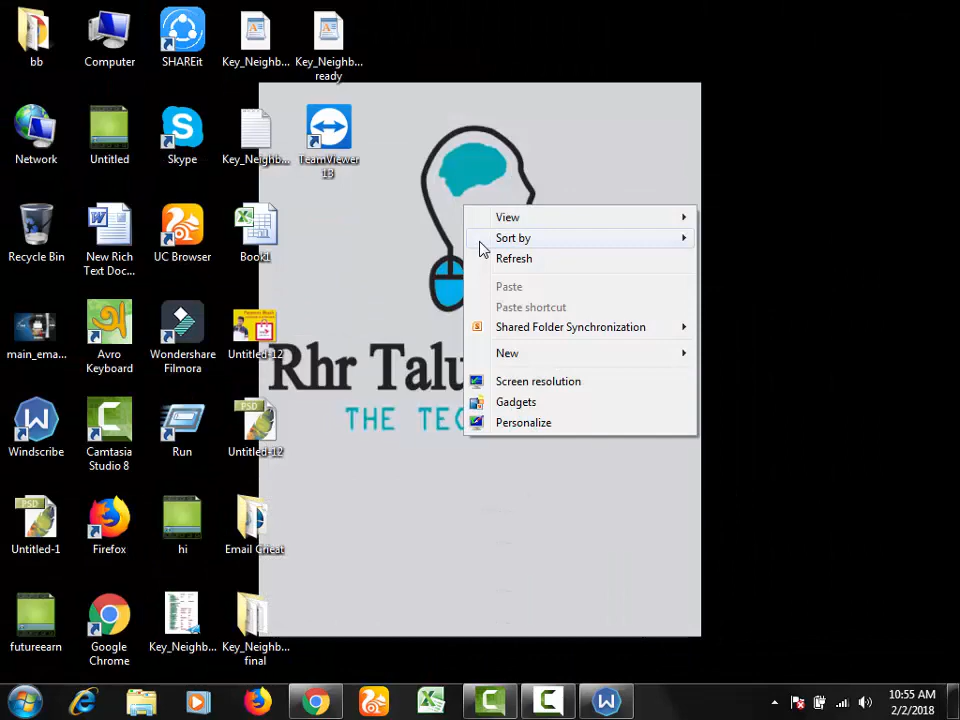 bb
Computer
SHAREit
Key_Neighb...
Key_Neighb...
ready
Network
Untitled
Skype
Key_Neighb...
TeamViewer
13
Recycle Bin
New Rich
Text Doc...
UC Browser
Book1
main_ema...
Avro
Keyboard
Wondershare
Filmora
Untitled-12
Windscribe
Camtasia
Studio 8
Run
Untitled-12
Untitled-1
Firefox
hi
Email Crieat
futureearn
Google
Chrome
Key_Neighb...
Key_Neighb...
final
Rhr Talu
THE TEC
View
Sort by
Refresh
Paste
Paste shortcut
Shared Folder Synchronization
New
Screen resolution
Gadgets
Personalize
10:55 AM
2/2/2018